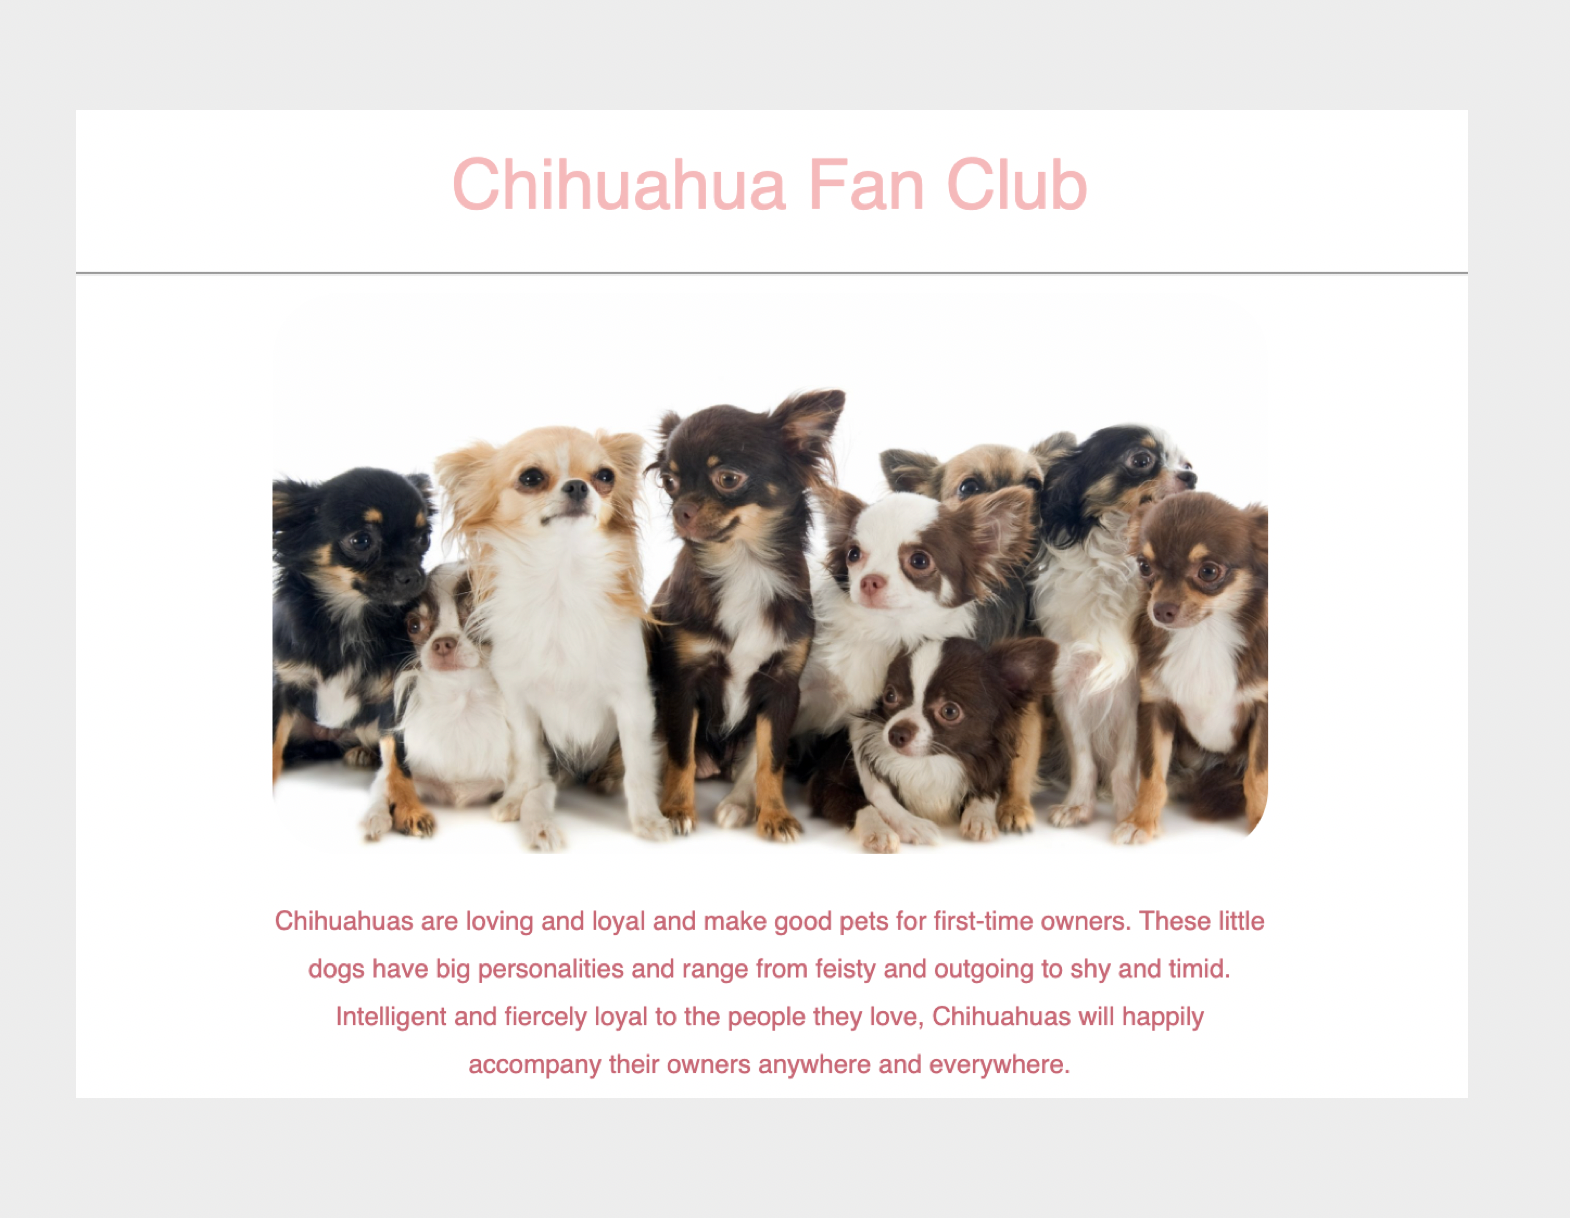 Chihuahua Fan Club
Chihuahuas are loving and loyal and make good pets for first-time owners. These little
dogs have big personalities and range from feisty and outgoing to shy and timid.
Intelligent and fiercely loyal to the people they love, Chihuahuas will happily
accompany their owners anywhere and everywhere.